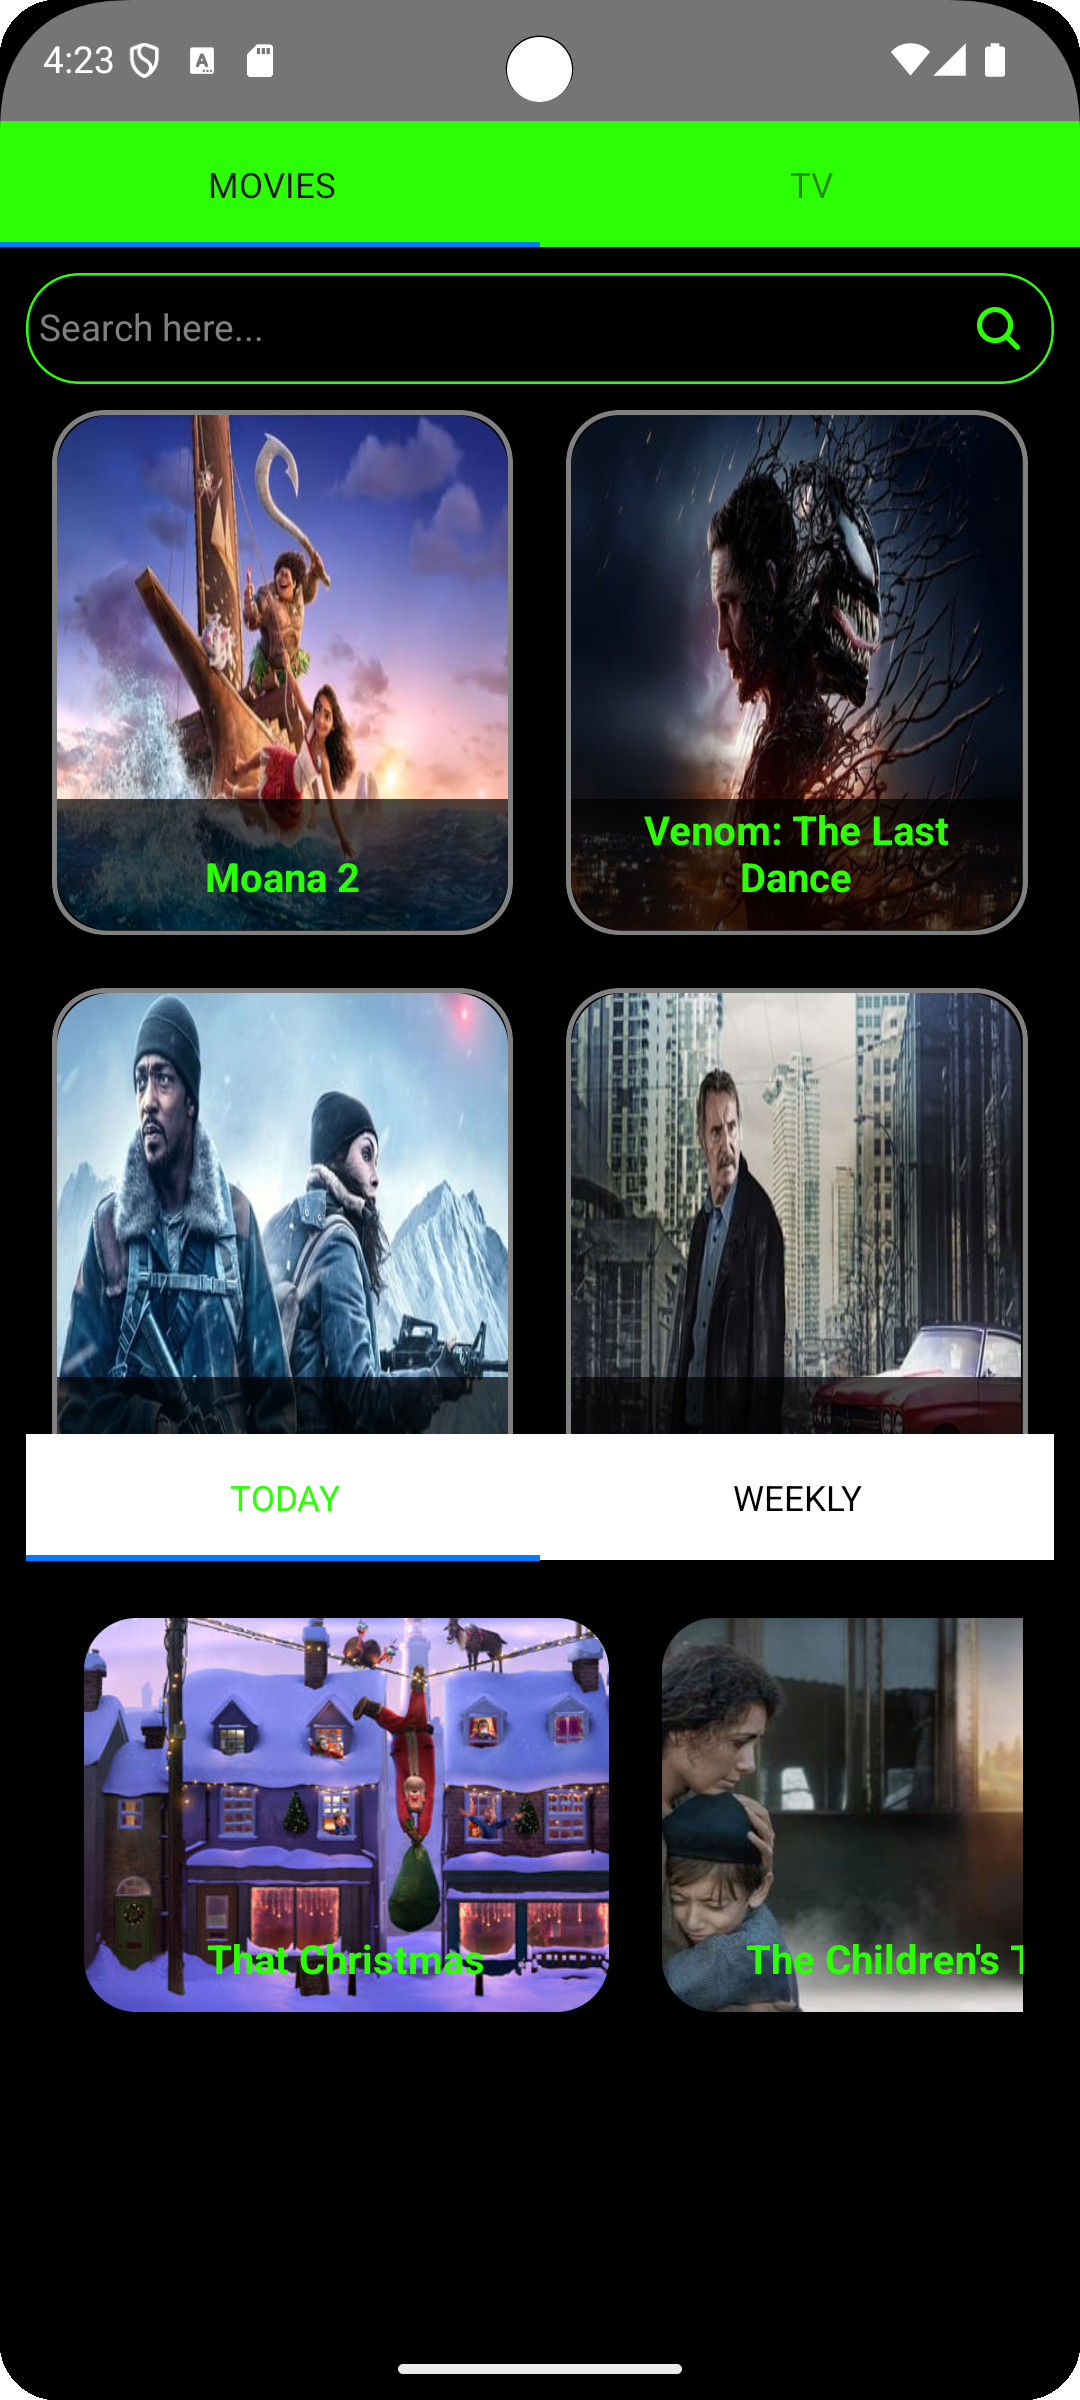 4:23
MOVIES
TV
Search here...
Moana 2
Venom: The Last
Dance
TODAY
WEEKLY
That Christmas
The Children's T